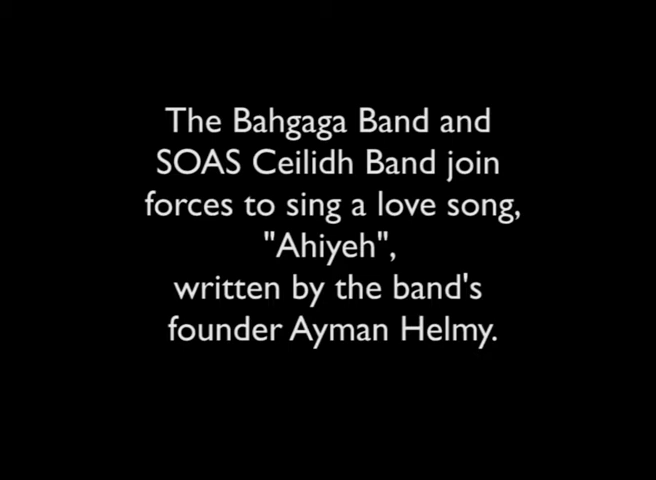 The Bahgaga Band and
SOAS Ceilidh Band join
forces to sing a love song,
"Ahiyeh",
written by the band's
founder Ayman Helmy.